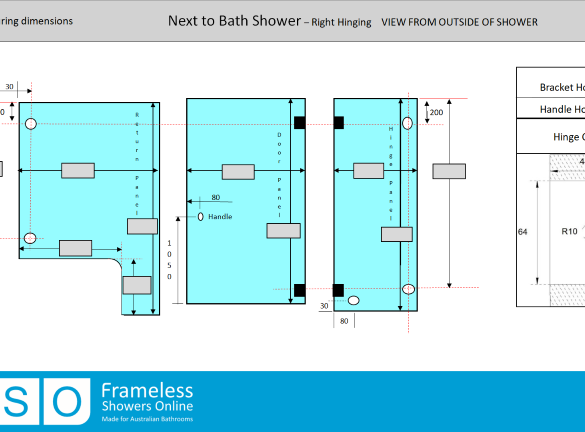 ring dimensions
Next to Bath Shower – Right Hinging VIEW FROM OUTSIDE OF SHOWER
30
0
Return Panel
Door Panel
Hinge Panel
200
80
Handle
1050
30
80
Bracket Ho
Handle Ho
Hinge C
4
64
R10
SO
Frameless
Showers Online
Made for Australian Bathrooms